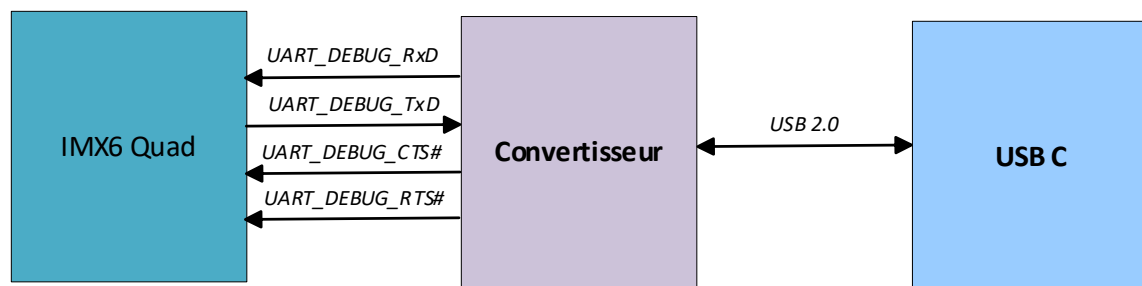 UART_DEBUG_RxD
UART_DEBUG_TxD
IMX6 Quad
UART_DEBUG_CTS#
UART_DEBUG_RTS#
Convertisseur
USB 2.0
USB C